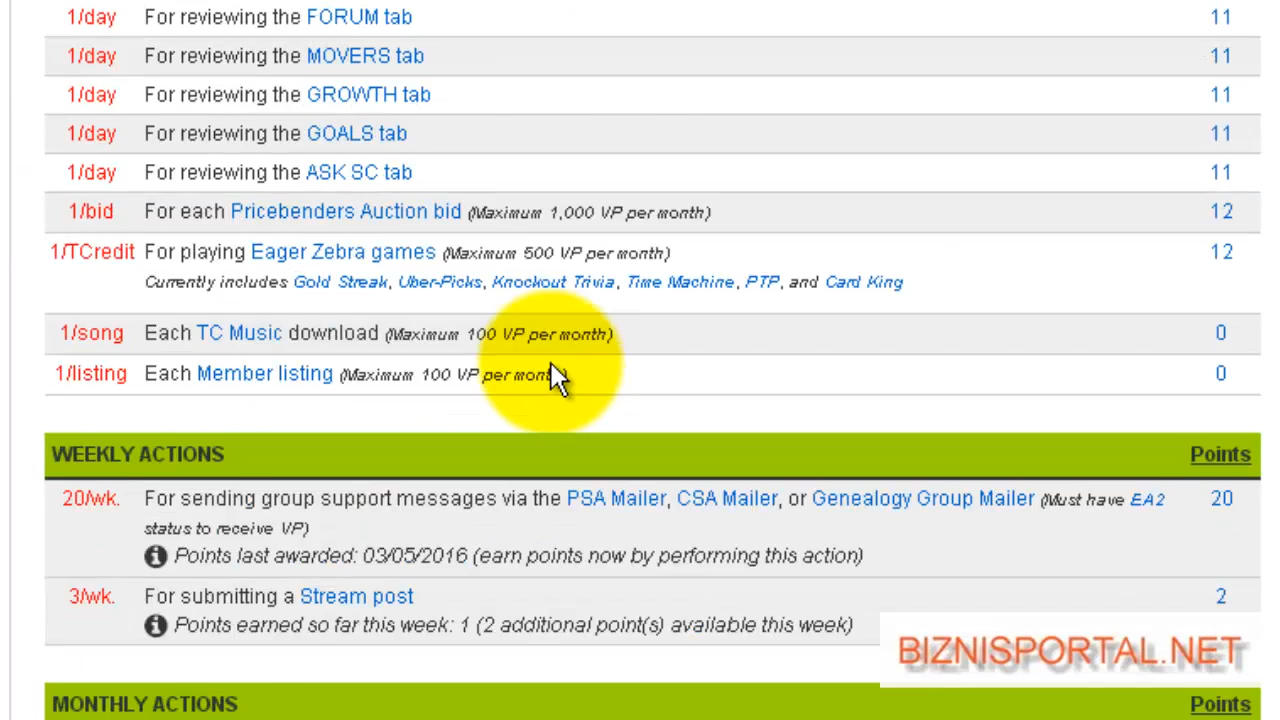 1/day For reviewing the FORUM tab 11
1/day For reviewing the MOVERS tab 11
1/day For reviewing the GROWTH tab 11
1/day For reviewing the GOALS tab 11
1/day For reviewing the ASK SC tab 11
1/bid For each Pricebenders Auction bid (Maximum 1,000 VP per month) 12
1/TCredit For playing Eager Zebra games (Maximum 500 VP per month) 12
Currently includes Gold Streak, Uber-Picks, Knockout Trivia, Time Machine, PTP, and Card King
1/song Each TC Music download (Maximum 100 VP per month) 0
1/listing Each Member listing (Maximum 100 VP per month) 0
WEEKLY ACTIONS Points
20/wk. For sending group support messages via the PSA Mailer, CSA Mailer, or Genealogy Group Mailer (Must have EA2 20
status to receive VP)
Points last awarded: 03/05/2016 (earn points now by performing this action)
3/wk. For submitting a Stream post 2
Points earned so far this week: 1 (2 additional point(s) available this week)
BIZNISPORTAL.NET
MONTHLY ACTIONS Points